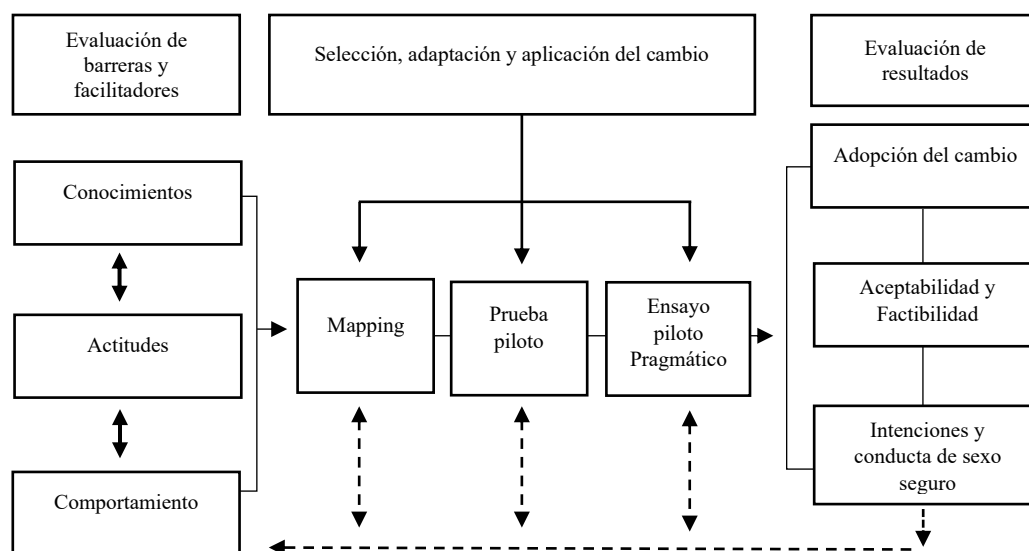 Evaluación de
barreras y
facilitadores
Selección, adaptación y aplicación del cambio
Evaluación de
resultados
Conocimientos
Actitudes
Comportamiento
Mapping
Prueba
piloto
Ensayo
piloto
Pragmático
Adopción del cambio
Aceptabilidad y
Factibilidad
Intenciones y
conducta de sexo
seguro